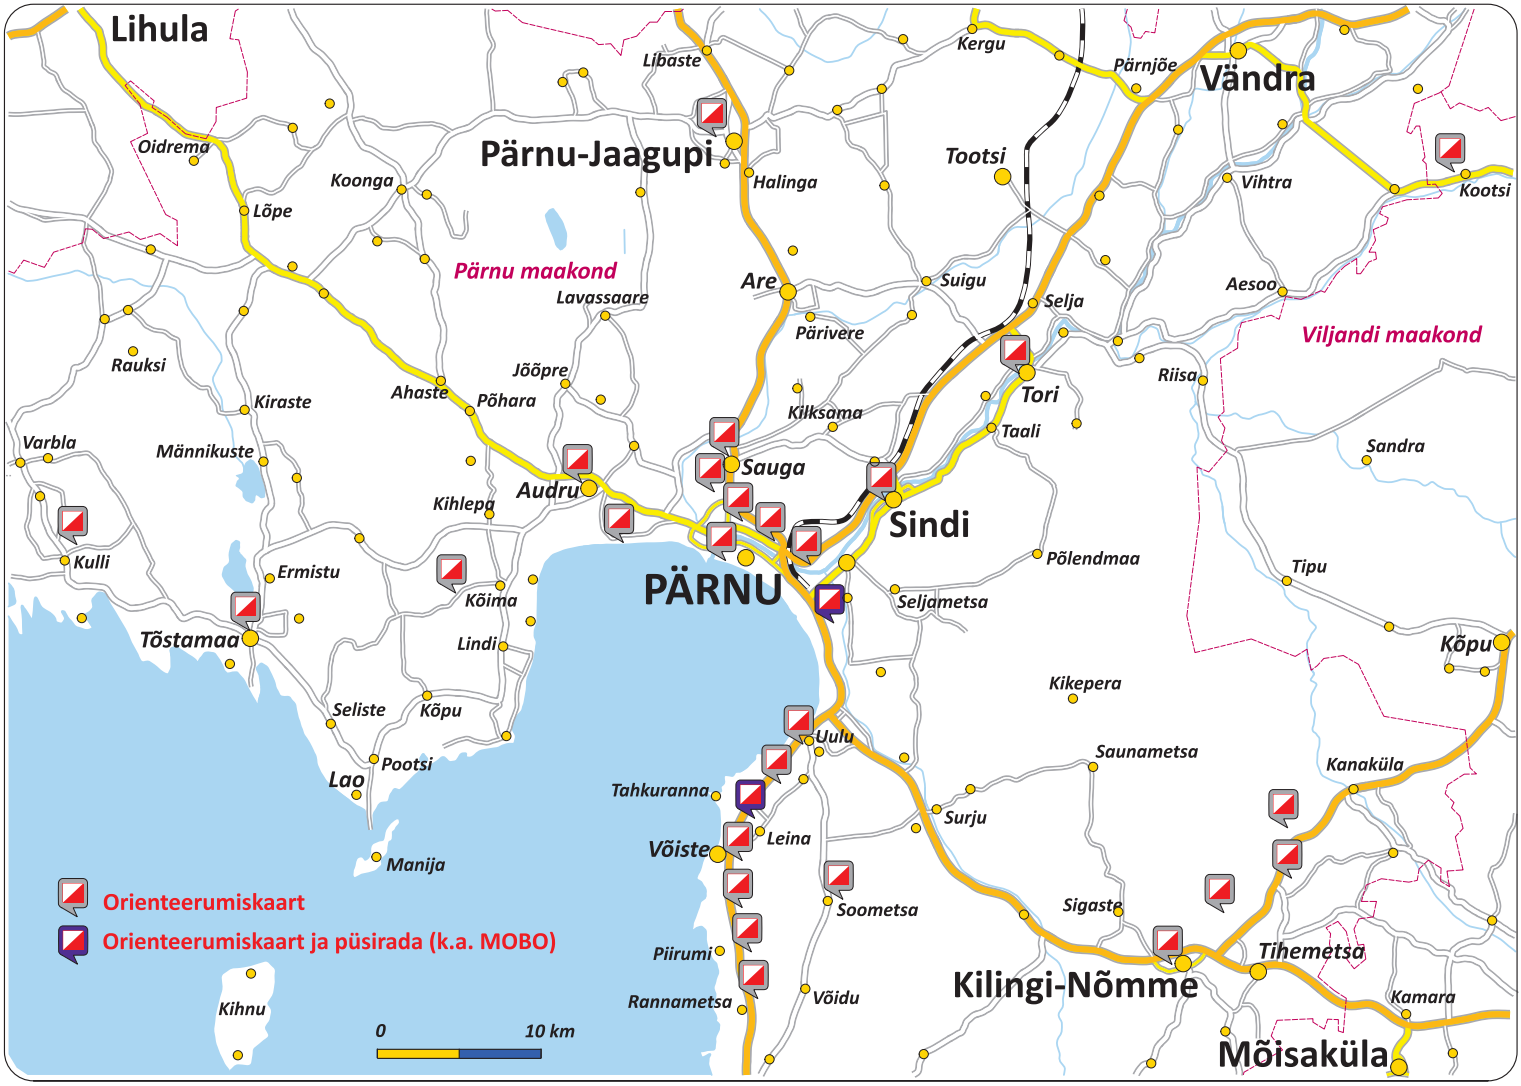 Lihula
Libaste
Kergu
Pärnjõe
Vändra
Oidrema
Pärnu-Jaagupi
Tootsi
Koonga
Halinga
Vihtra
Kootsi
Lõpe
Pärnu maakond
Lavassaare
Are
Suigu
Selja
Aesoo
Pärivere
Viljandi maakond
Rauksi
Jõõpre
Ahaste
Põhara
Kiraste
Tori
Riisa
Kilksama
Taali
Varbla
Männikuste
Sauga
Sandra
Audru
Kihlepa
Sindi
Kulli
Ermistu
Kõima
PÄRNU
Põlendmaa
Tipu
Seljametsa
Tõstamaa
Lindi
Kõpu
Kikepera
Seliste
Kõpu
Uulu
Saunametsa
Kanaküla
Pootsi
Lao
Tahkuranna
Leina
Surju
Võiste
Manija
Orienteerumiskaart
Soometsa
Sigaste
Orienteerumiskaart ja püsirada (k.a. MOBO)
Piirumi
Tihemetsa
Kilingi-Nõmme
Kihnu
Rannametsa
Võidu
Kamara
0
10 km
Mõisaküla